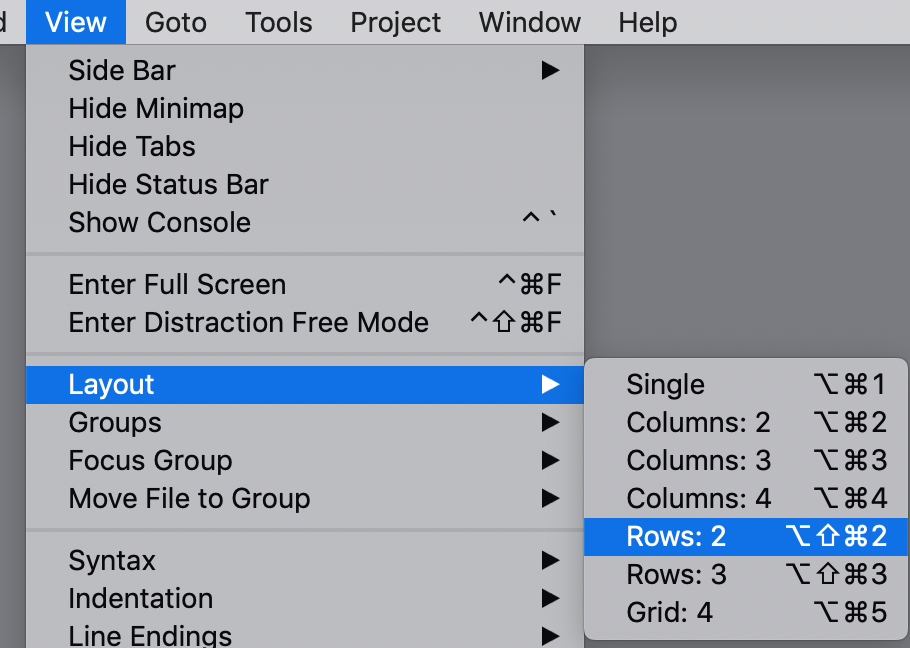 View Goto Tools Project Window Help
Side Bar ▶
Hide Minimap
Hide Tabs
Hide Status Bar
Show Console ^`
Enter Full Screen ^⌘F
Enter Distraction Free Mode ^⇧⌘F
Layout ▶
Groups ▶
Focus Group ▶
Move File to Group ▶
Syntax ▶
Indentation ▶
Line Endings ▶
Single ⌥⌘1
Columns: 2 ⌥⌘2
Columns: 3 ⌥⌘3
Columns: 4 ⌥⌘4
Rows: 2 ⌥⇧⌘2
Rows: 3 ⌥⇧⌘3
Grid: 4 ⌥⌘5